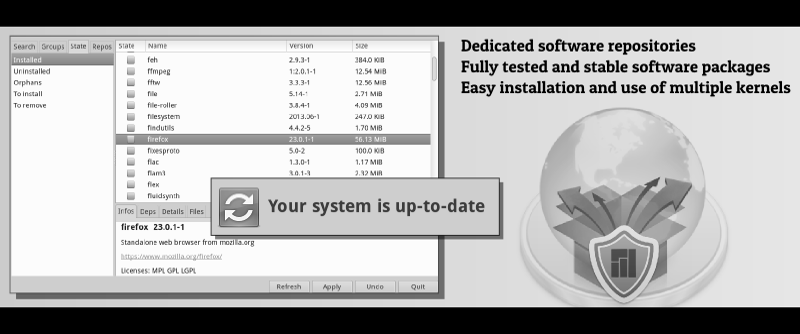 Search Groups State Repos
Installed
Uninstalled
Orphans
To install
To remove
State Name Version Size
feh 2.9.3-1 384.0 KiB
ffmpeg 1:2.0.1-1 12.54 MiB
fftw 3.3.3-1 12.56 MiB
file 5.14-1 2.71 MiB
file-roller 3.8.4-1 4.09 MiB
filesystem 2013.06-1 247.0 KiB
findutils 4.4.2-5 1.70 MiB
firefox 23.0.1-1 56.13 MiB
fixesproto 5.0-2 100.0 KiB
flac 1.3.0-1 1.17 MiB
flam3 3.0.1-3 2.32 MiB
flex
fluidsynth
Infos Deps Details Files
firefox 23.0.1-1
Standalone web browser from mozilla.org
https://www.mozilla.org/firefox/
Licenses: MPL GPL LGPL
Refresh Apply Undo Quit
Your system is up-to-date
Dedicated software repositories
Fully tested and stable software packages
Easy installation and use of multiple kernels